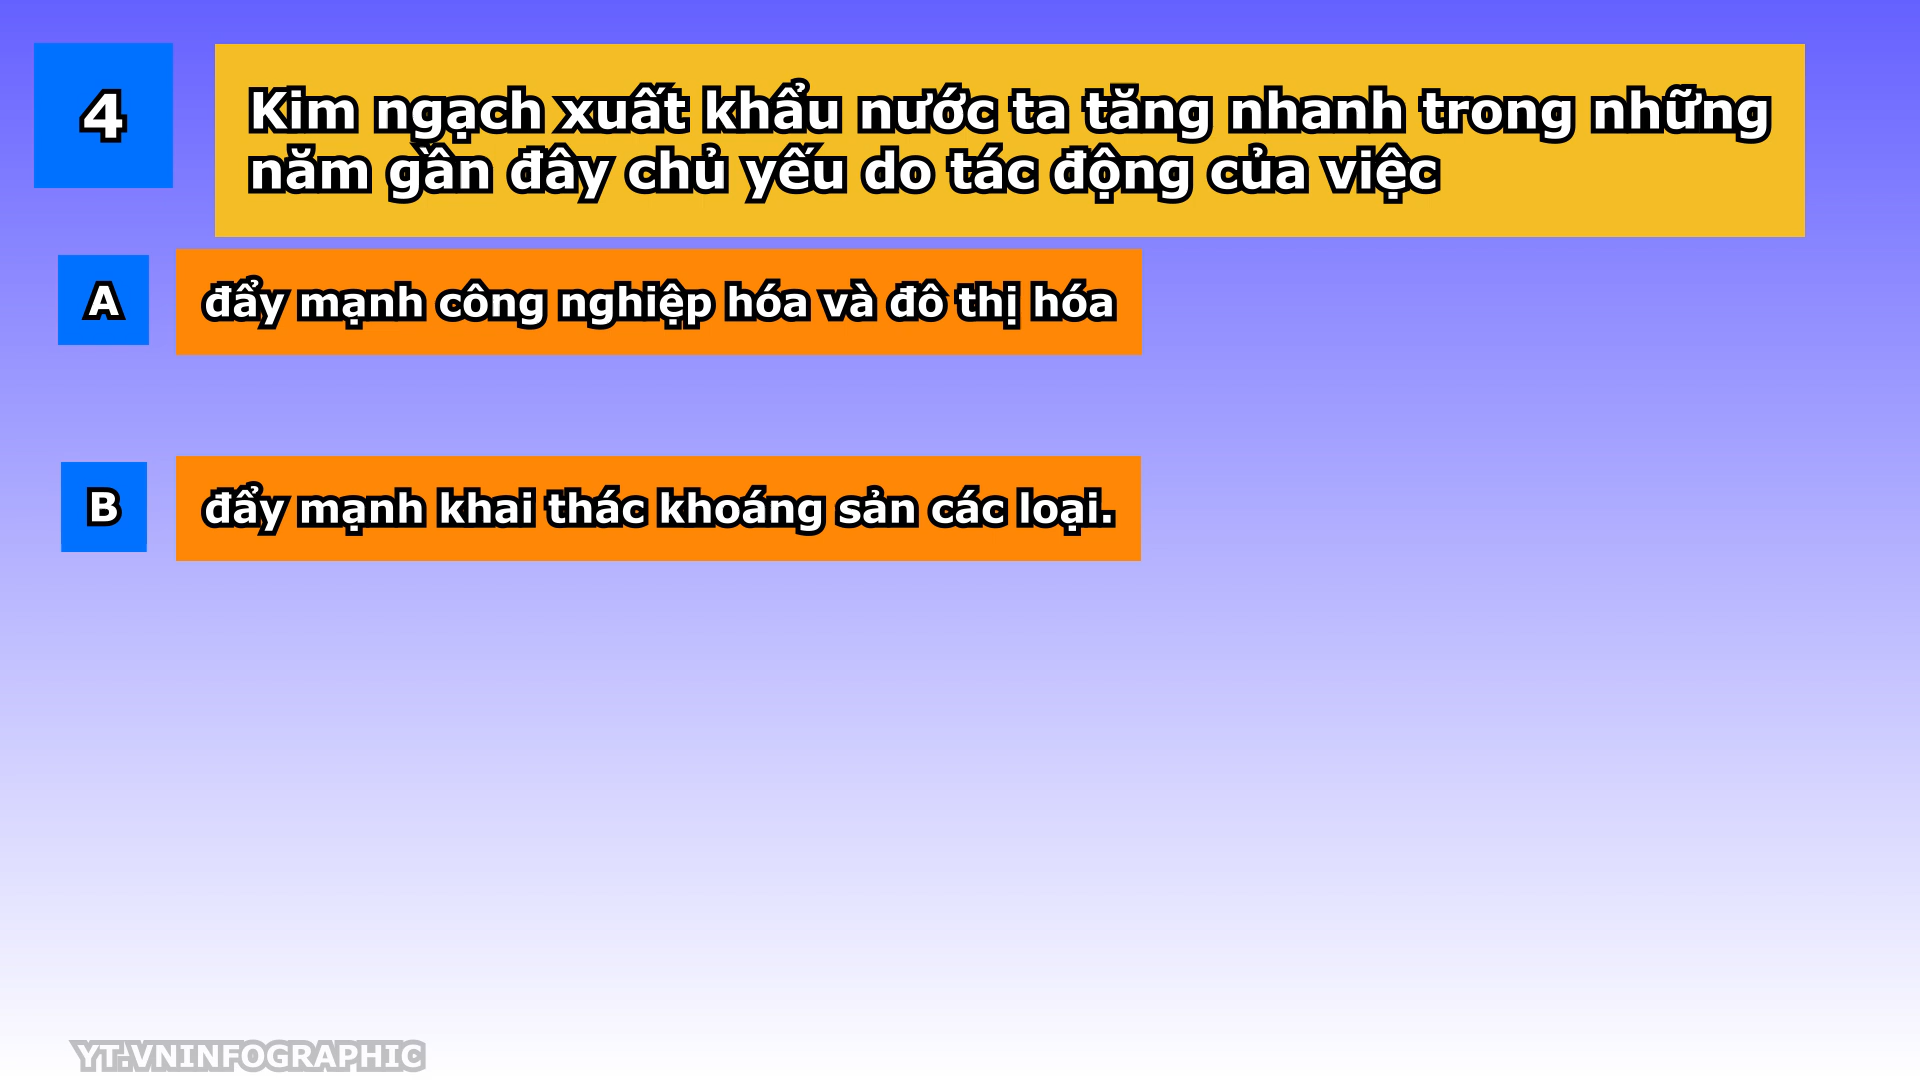 4
Kim ngạch xuất khẩu nước ta tăng nhanh trong những
năm gần đây chủ yếu do tác động của việc
A
đẩy mạnh công nghiệp hóa và đô thị hóa
B
đẩy mạnh khai thác khoáng sản các loại.
YT.VNINFOGRAPHIC